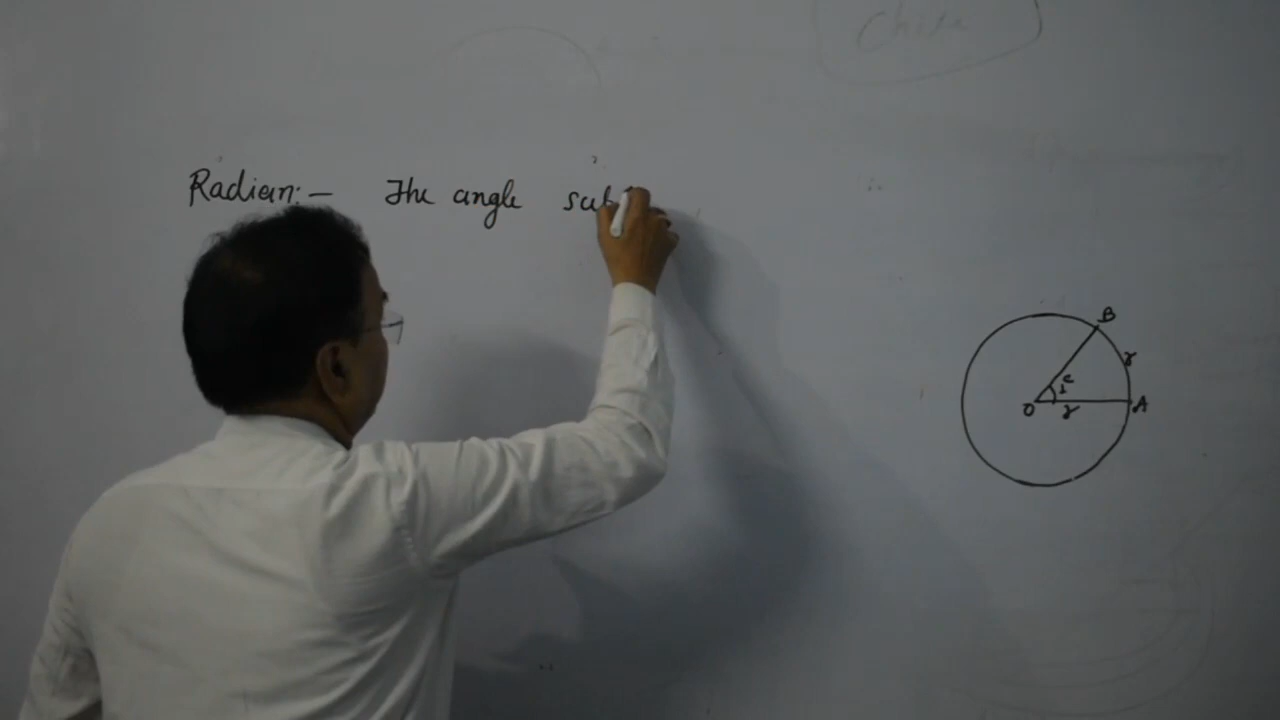 Radian:- The angle sub
B
r
1ᶜ
O r A